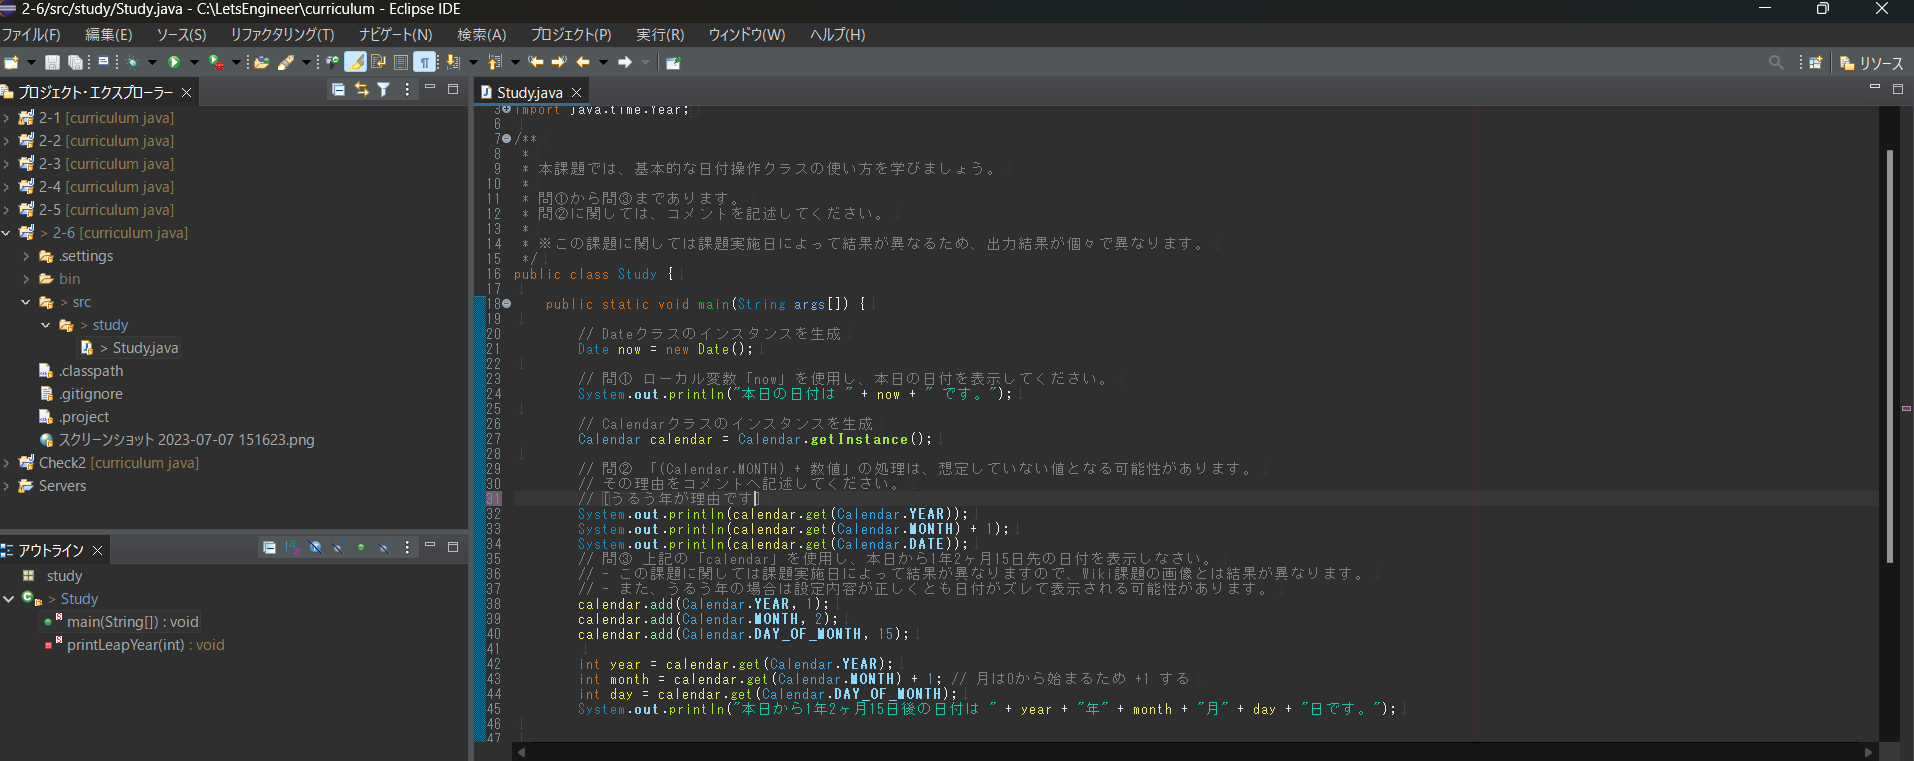 2-6/src/study/Study.java - C:\LetsEngineer\curriculum - Eclipse IDE
ファイル(F) 編集(E) ソース(S) リファクタリング(T) ナビゲート(N) 検索(A) プロジェクト(P) 実行(R) ウィンドウ(W) ヘルプ(H)
リソース
プロジェクト・エクスプローラー
2-1 [curriculum java]
2-2 [curriculum java]
2-3 [curriculum java]
2-4 [curriculum java]
2-5 [curriculum java]
> 2-6 [curriculum java]
.settings
bin
> src
> study
> Study.java
.classpath
.gitignore
.project
スクリーンショット 2023-07-07 151623.png
Check2 [curriculum java]
Servers
アウトライン
study
> Study
main(String[]) : void
printLeapYear(int) : void
Study.java
3 import java.time.Year;
6
7 /**
8 *
9 * 本課題では、基本的な日付操作クラスの使い方を学びましょう。
10 *
11 * 問①から問③まであります。
12 * 問②に関しては、コメントを記述してください。
13 *
14 * ※この課題に関しては課題実施日によって結果が異なるため、出力結果が個々で異なります。
15 */
16 public class Study {
17
18 public static void main(String args[]) {
19
20 // Dateクラスのインスタンスを生成
21 Date now = new Date();
22
23 // 問① ローカル変数「now」を使用し、本日の日付を表示してください。
24 System.out.println("本日の日付は " + now + " です。");
25
26 // Calendarクラスのインスタンスを生成
27 Calendar calendar = Calendar.getInstance();
28
29 // 問② 「(Calendar.MONTH) + 数値」の処理は、想定していない値となる可能性があります。
30 // その理由をコメントへ記述してください。
31 // [うるう年が理由です]
32 System.out.println(calendar.get(Calendar.YEAR));
33 System.out.println(calendar.get(Calendar.MONTH) + 1);
34 System.out.println(calendar.get(Calendar.DATE));
35 // 問③ 上記の「calendar」を使用し、本日から1年2ヶ月15日先の日付を表示しなさい。
36 // - この課題に関しては課題実施日によって結果が異なりますので、Wiki課題の画像とは結果が異なります。
37 // - また、うるう年の場合は設定内容が正しくとも日付がズレて表示される可能性があります。
38 calendar.add(Calendar.YEAR, 1);
39 calendar.add(Calendar.MONTH, 2);
40 calendar.add(Calendar.DAY_OF_MONTH, 15);
41
42 int year = calendar.get(Calendar.YEAR);
43 int month = calendar.get(Calendar.MONTH) + 1; // 月は0から始まるため +1 する
44 int day = calendar.get(Calendar.DAY_OF_MONTH);
45 System.out.println("本日から1年2ヶ月15日後の日付は " + year + "年" + month + "月" + day + "日です。");
46
47